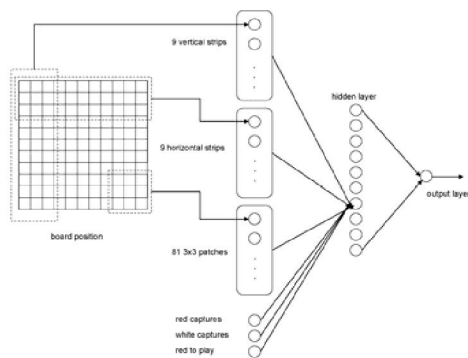 9 vertical strips
hidden layer
9 horizontal strips
output layer
board position
81 3x3 patches
red captures
white captures
red to play